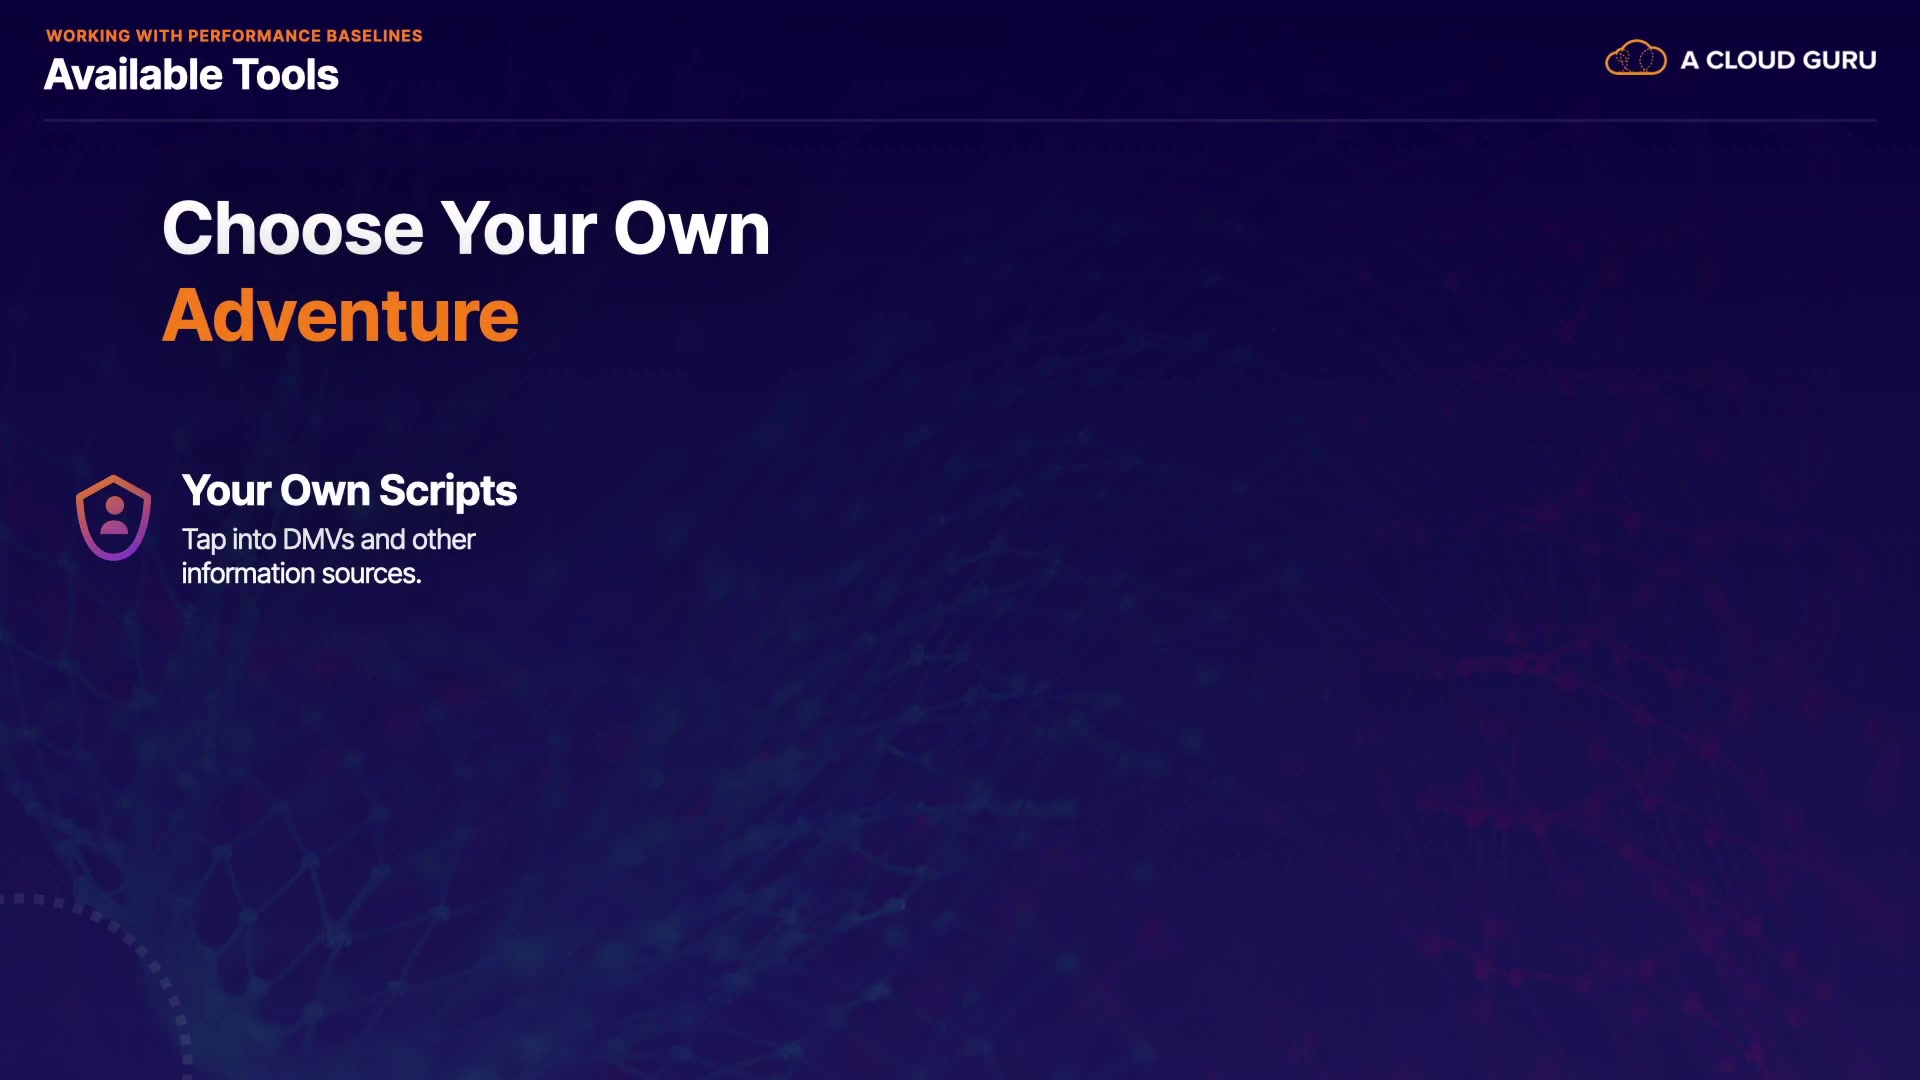 WORKING WITH PERFORMANCE BASELINES
Available Tools
A CLOUD GURU
Choose Your Own
Adventure
Your Own Scripts
Tap into DMVs and other
information sources.